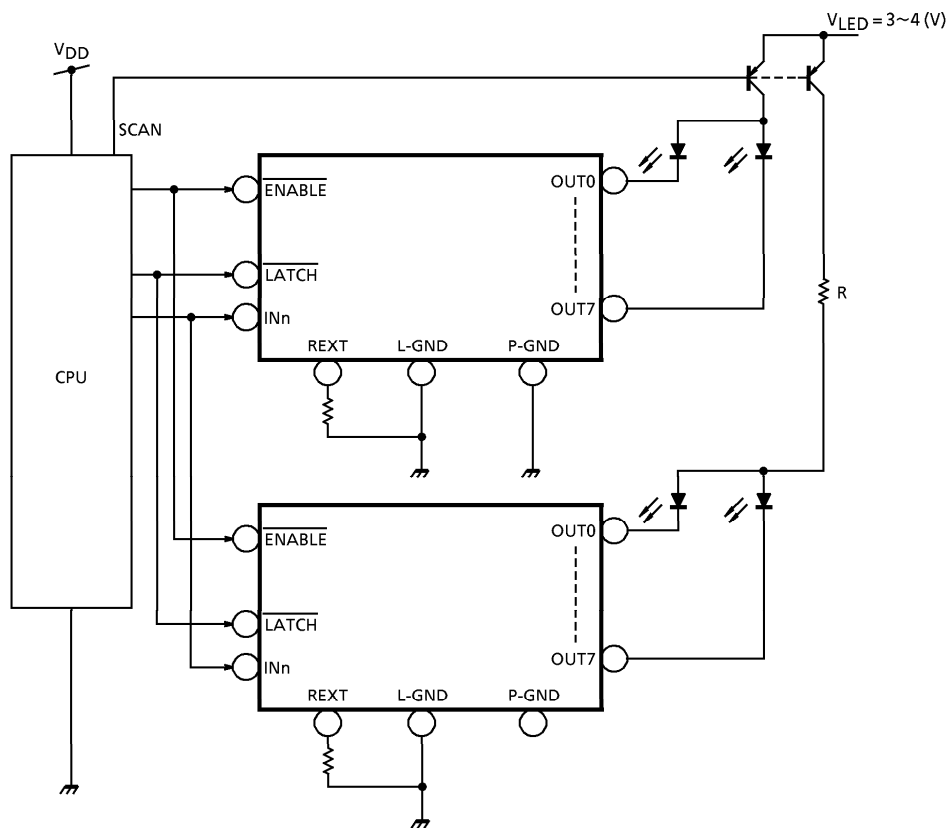 VLED = 3~4 (V)
VDD
SCAN
CPU
ENABLE
OUT0
LATCH
INn
OUT7
REXT
L-GND
P-GND
R
ENABLE
OUT0
LATCH
INn
OUT7
REXT
L-GND
P-GND